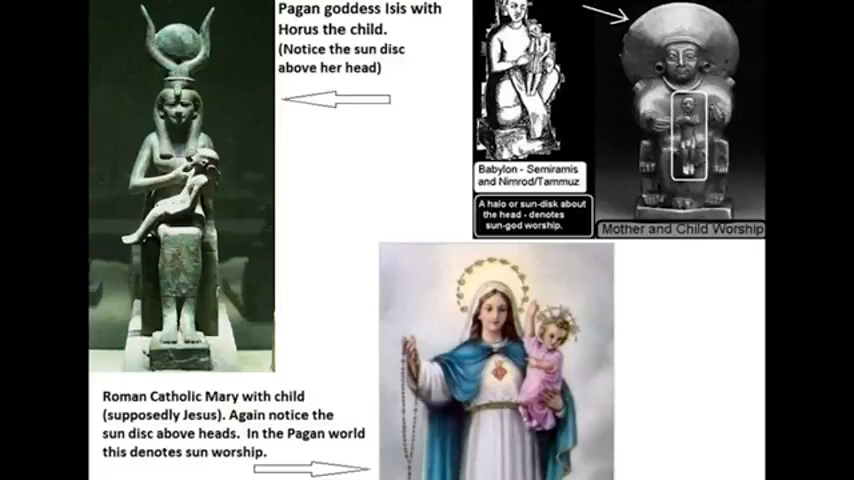 Pagan goddess Isis with
Horus the child.
(Notice the sun disc
above her head)
Babylon - Semiramis
and Nimrod/Tammuz
A halo or sun-disk about
the head - denotes
sun-god worship.
Mother and Child Worship
Roman Catholic Mary with child
(supposedly Jesus). Again notice the
sun disc above heads. In the Pagan world
this denotes sun worship.